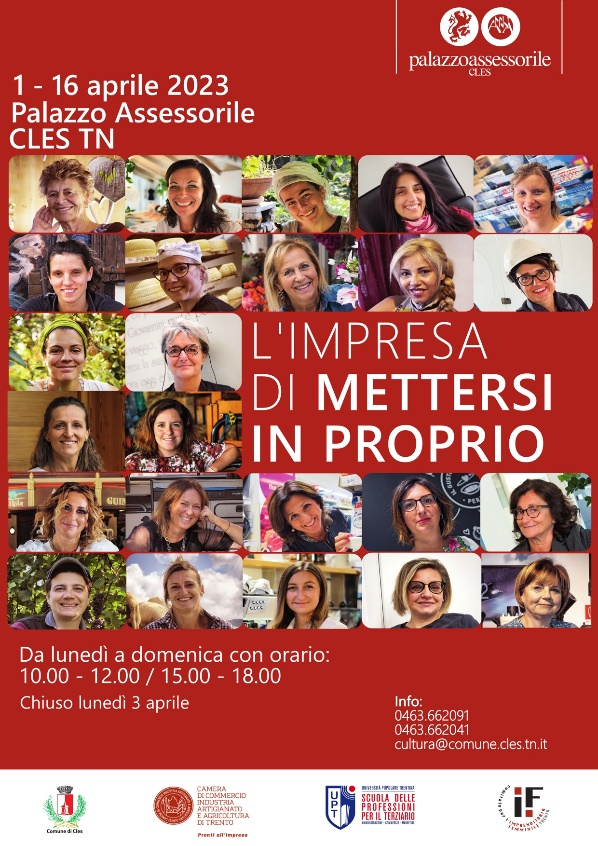 palazzoassessorile
CLES
1 - 16 aprile 2023
Palazzo Assessorile
CLES TN
L'IMPRESA
DI METTERSI
IN PROPRIO
Da lunedì a domenica con orario:
10.00 - 12.00 / 15.00 - 18.00
Chiuso lunedì 3 aprile
Info:
0463.662091
0463.662041
cultura@comune.cles.tn.it
Comune di Cles
CAMERA
DI COMMERCIO
INDUSTRIA
ARTIGIANATO
E AGRICOLTURA
DI TRENTO
Pronti all'impresa
UPT
UNIVERSITÀ POPOLARE TRENTINA
SCUOLA DELLE
PROFESSIONI
PER IL TERZIARIO
iF